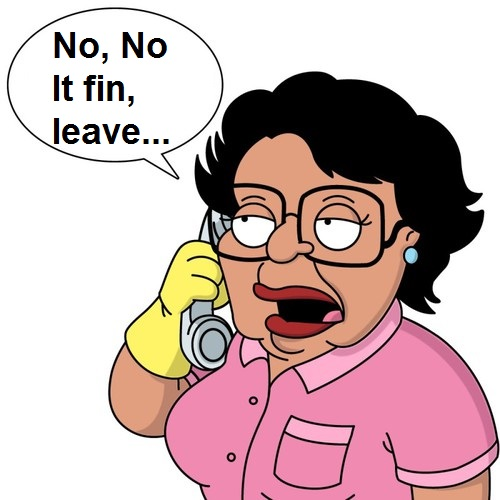 No, No
It fin,
leave...